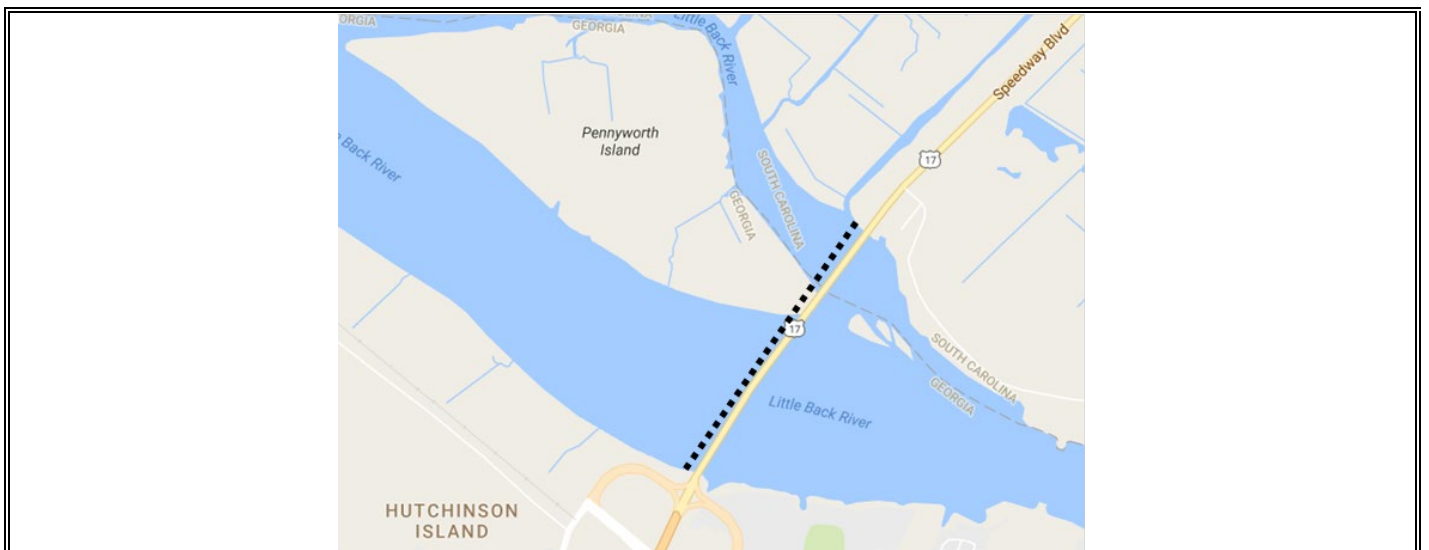 GEORGIA
Little Back River
ORGIA
Speedway Blvd
Pennyworth
Island
Back River
17
SOUTH CAROLINA
GEORGIA
17
SOUTH CAROLINA
GEORGIA
Little Back River
HUTCHINSON
ISLAND